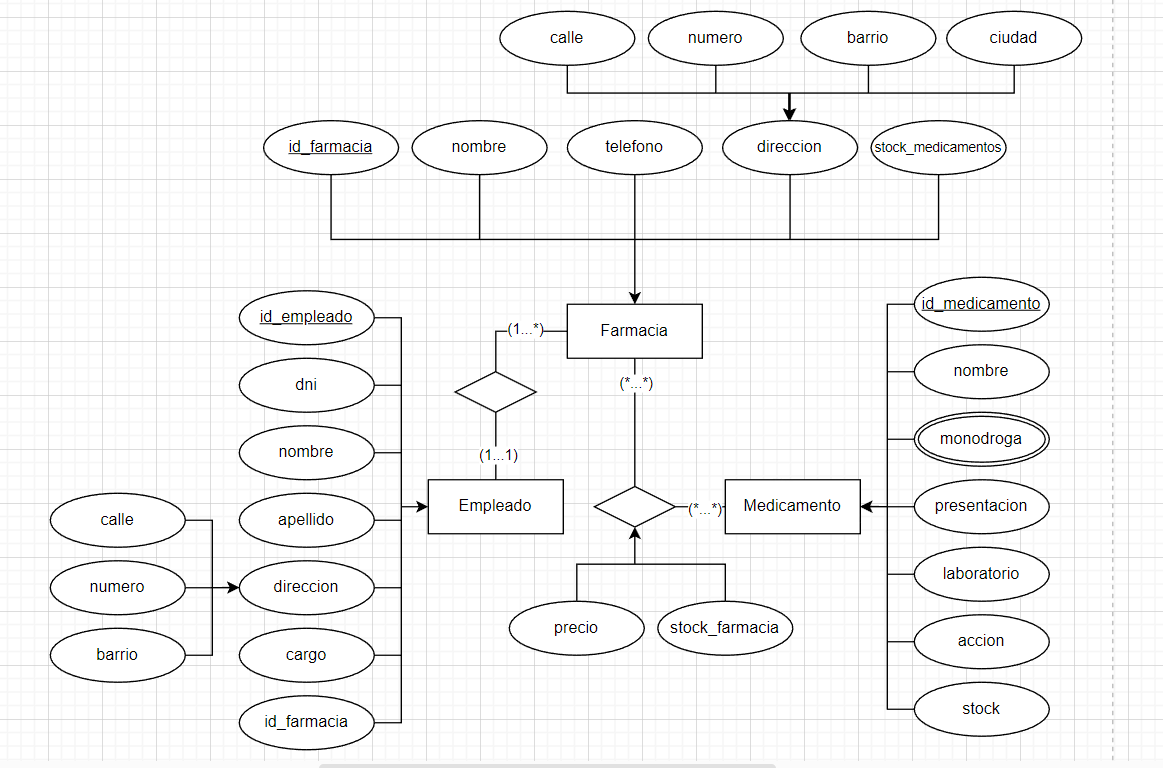 calle
numero
barrio
ciudad
id_farmacia
nombre
telefono
direccion
stock_medicamentos
id_empleado
dni
nombre
apellido
direccion
cargo
id_farmacia
calle
numero
barrio
(1...*)
Farmacia
(*...*)
(1...1)
Empleado
(*...*)
Medicamento
precio
stock_farmacia
id_medicamento
nombre
monodroga
presentacion
laboratorio
accion
stock